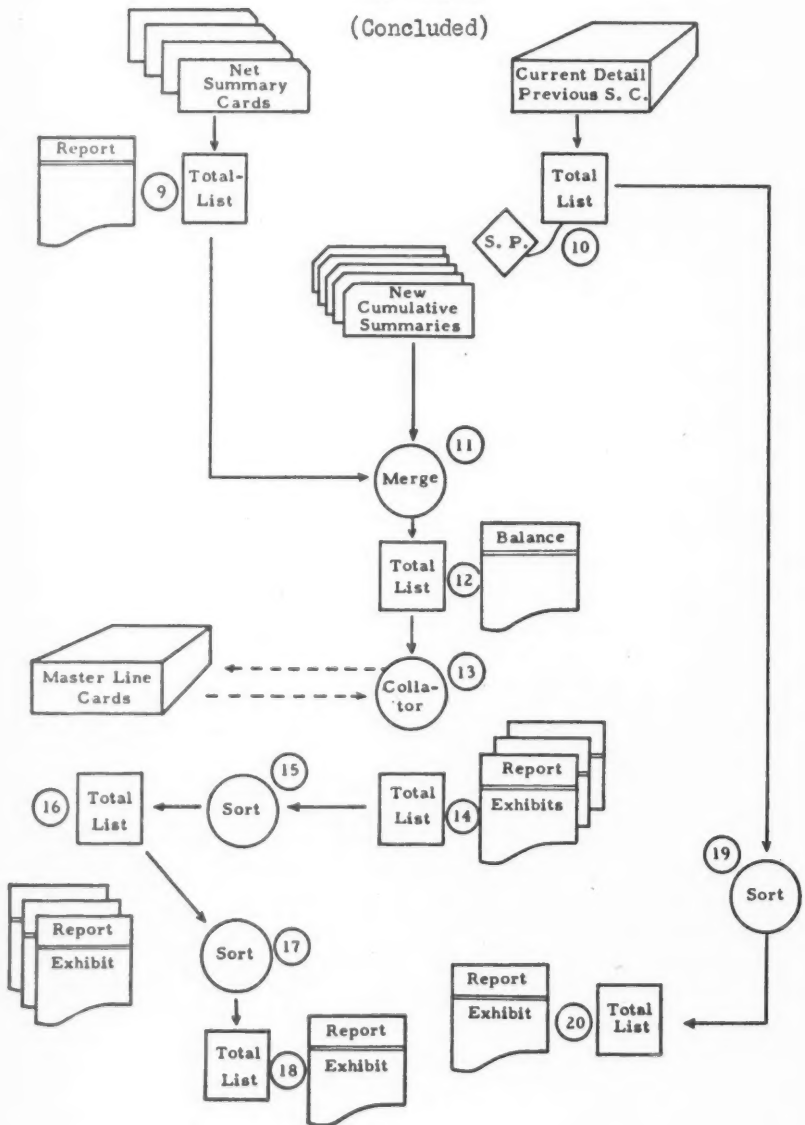 (Concluded)
Net
Summary
Cards
Current Detail
Previous S. C.
Report
9
Total-
List
Total
List
S. P.
10
New
Cumulative
Summaries
11
Merge
Total
List
12
Balance
13
Colla-
tor
Master Line
Cards
16
Total
List
15
Sort
Total
List
14
Report
Exhibits
19
Sort
Report
Exhibit
Sort
17
Total
List
18
Report
Exhibit
Report
Exhibit
20
Total
List